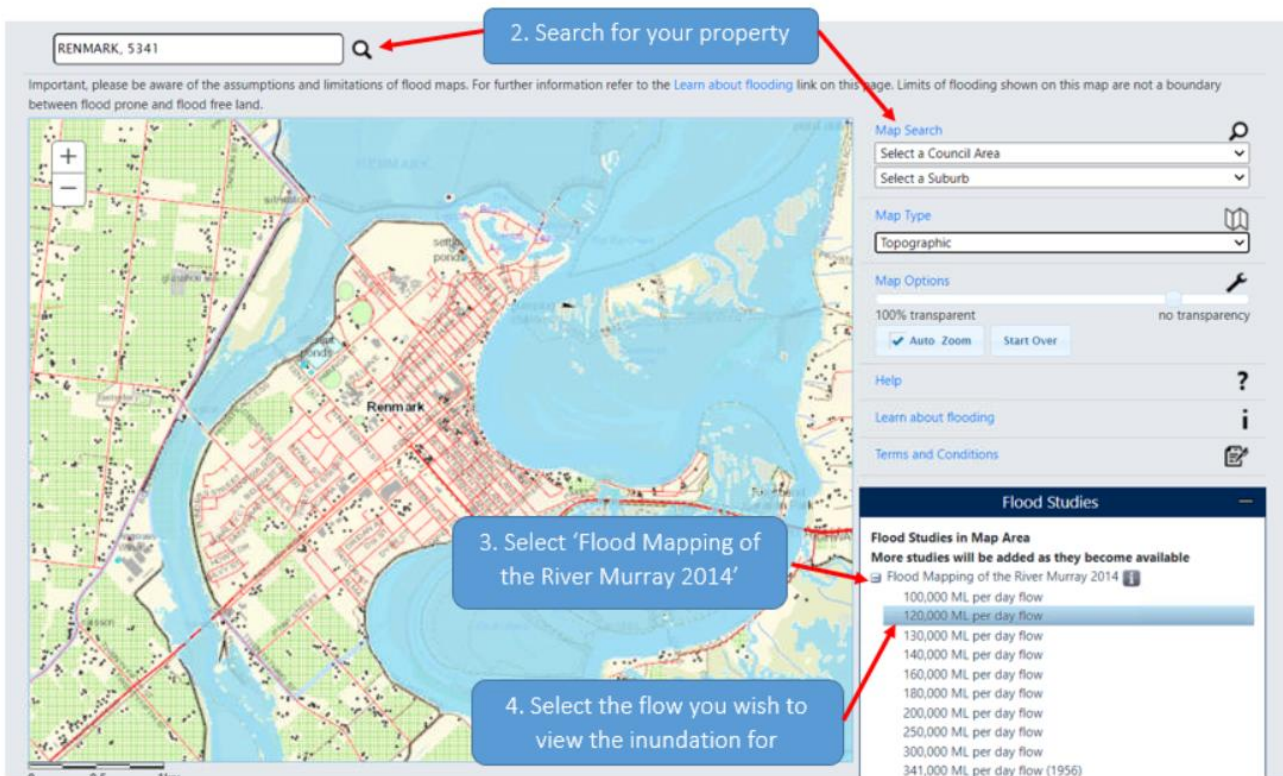 2. Search for your property
RENMARK, 5341
Important, please be aware of the assumptions and limitations of flood maps. For further information refer to the Learn about flooding link on this page. Limits of flooding shown on this map are not a boundary
between flood prone and flood free land.
+
−
RENMARK
settling
ponds
ponds
Renmark
Map Search
Select a Council Area
Select a Suburb
Map Type
Topographic
Map Options
100% transparent
no transparency
Auto Zoom
Start Over
Help
?
Learn about flooding
i
Terms and Conditions
Flood Studies
Flood Studies in Map Area
More studies will be added as they become available
Flood Mapping of the River Murray 2014
100,000 ML per day flow
120,000 ML per day flow
130,000 ML per day flow
140,000 ML per day flow
160,000 ML per day flow
180,000 ML per day flow
200,000 ML per day flow
250,000 ML per day flow
300,000 ML per day flow
341,000 ML per day flow (1956)
3. Select ‘Flood Mapping of
the River Murray 2014’
4. Select the flow you wish to
view the inundation for